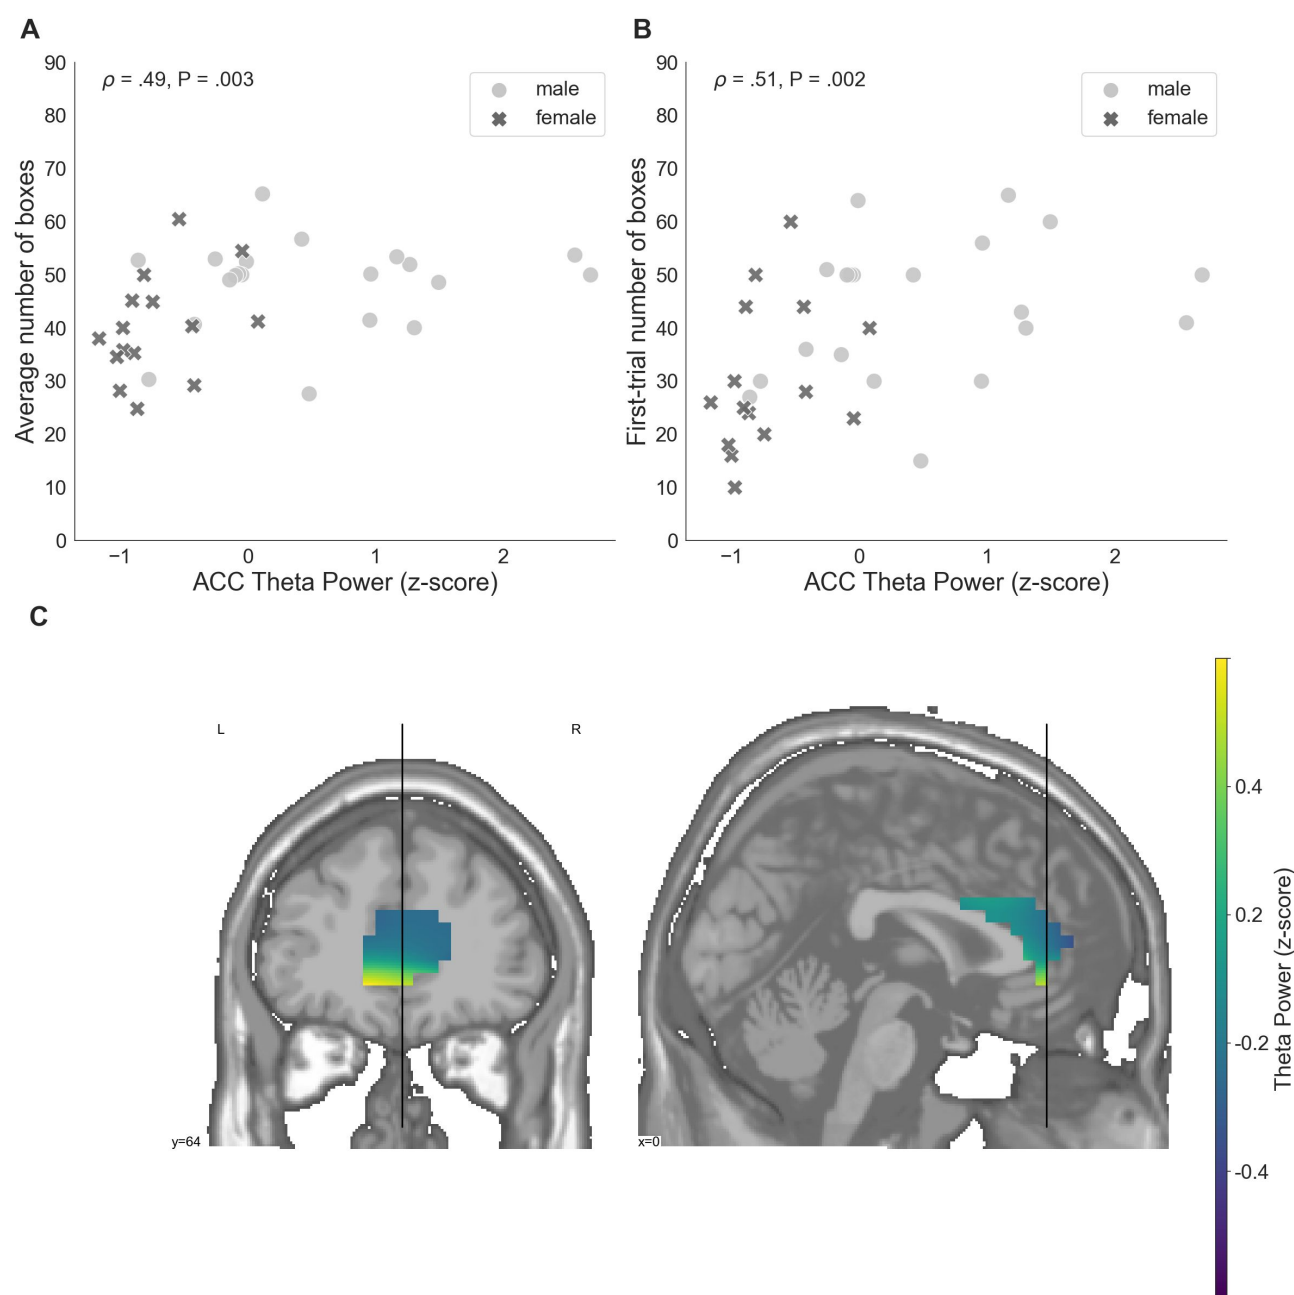 A
ρ = .49, P = .003
male
female
90
80
70
60
50
40
30
20
10
0
Average number of boxes
−1
0
1
2
ACC Theta Power (z-score)
B
ρ = .51, P = .002
male
female
90
80
70
60
50
40
30
20
10
0
First-trial number of boxes
−1
0
1
2
ACC Theta Power (z-score)
C
L
R
y=64
x=0
0.4
0.2
-0.2
-0.4
Theta Power (z-score)